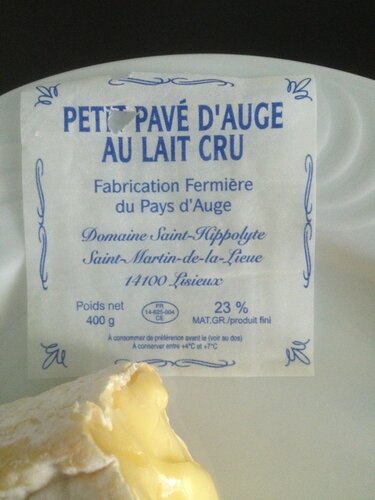 PETIT PAVÉ D'AUGE
AU LAIT CRU
Fabrication Fermière
du Pays d'Auge
Domaine Saint-Hippolyte
Saint-Martin-de-la-Lieue
14100 Lisieux
Poids net
400 g
FR
14-625-004
CE
23 %
MAT.GR./produit fini
A consommer de préférence avant le (voir au dos)
A conserver entre +4°C et +7°C